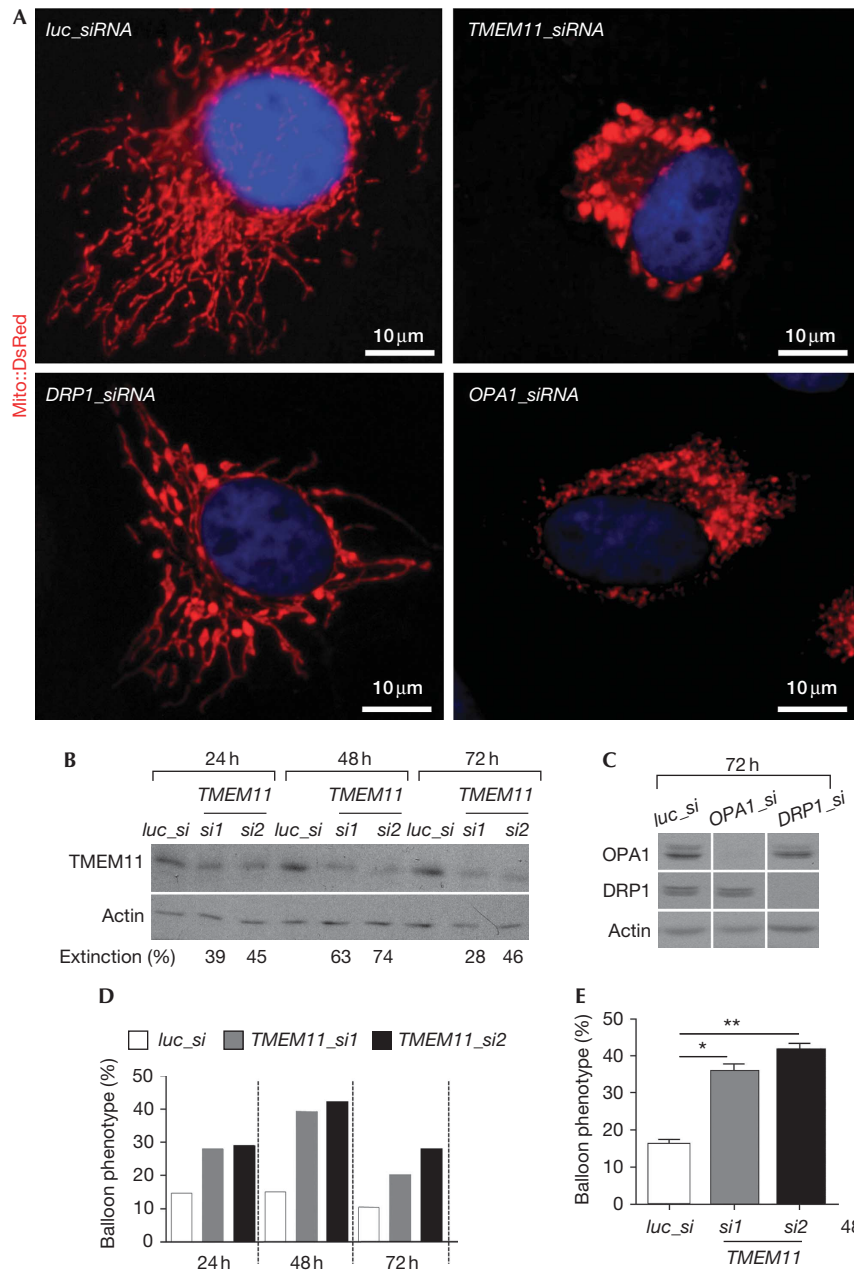 A
luc_siRNA
TMEM11_siRNA
10 µm
10 µm
Mito::DsRed
DRP1_siRNA
OPA1_siRNA
10 µm
10 µm
B
24 h 48 h 72 h
TMEM11 TMEM11 TMEM11
luc_si si1 si2 luc_si si1 si2 luc_si si1 si2
TMEM11
Actin
Extinction (%) 39 45 63 74 28 46
C
72 h
luc_si OPA1_si DRP1_si
OPA1
DRP1
Actin
D
luc_si TMEM11_si1 TMEM11_si2
Balloon phenotype (%)
50
40
30
20
10
0
24 h 48 h 72 h
E
Balloon phenotype (%)
50
40
30
20
10
0
**
*
luc_si si1 si2 48
TMEM11